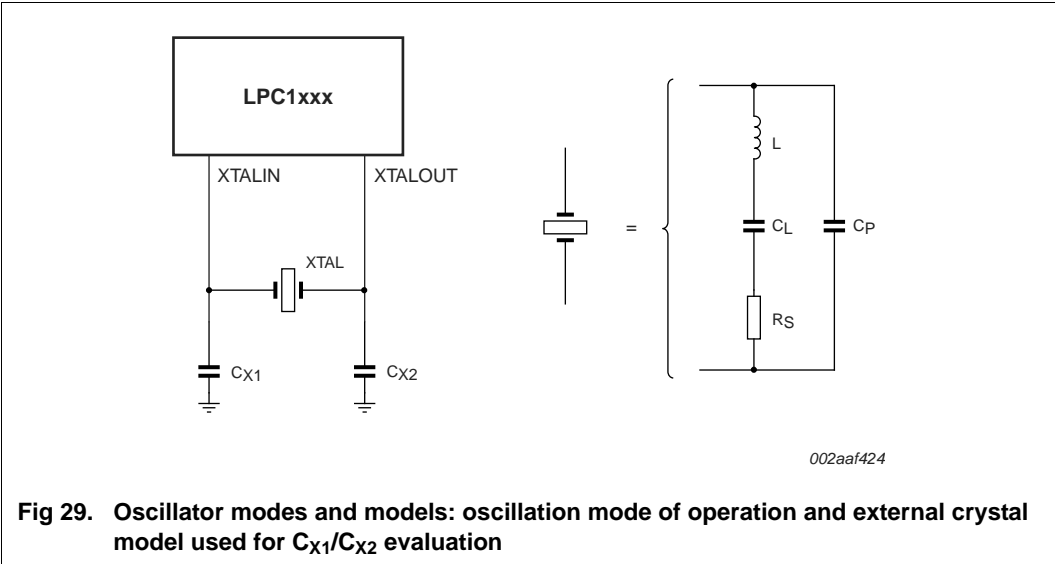 LPC1xxx
XTALIN
XTALOUT
XTAL
CX1
CX2
=
L
CL
CP
RS
002aaf424
Fig 29. Oscillator modes and models: oscillation mode of operation and external crystal
model used for CX1/CX2 evaluation